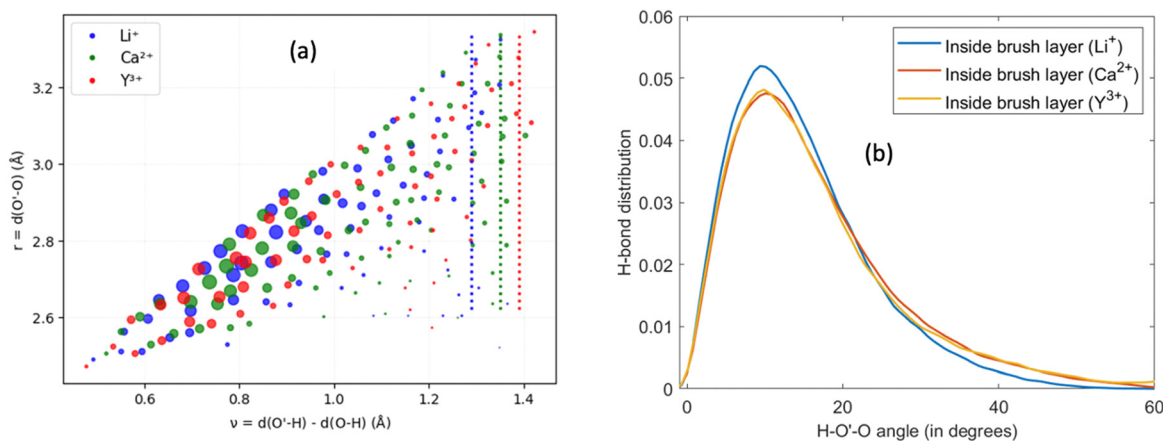 (a)
Li⁺
Ca²⁺
Y³⁺
r = d(O'-O) (Å)
3.2
3.0
2.8
2.6
0.6 0.8 1.0 1.2 1.4
ν = d(O'-H) - d(O-H) (Å)
(b)
Inside brush layer (Li⁺)
Inside brush layer (Ca²⁺)
Inside brush layer (Y³⁺)
H-bond distribution
0.06
0.05
0.04
0.03
0.02
0.01
0
0 20 40 60
H-O'-O angle (in degrees)